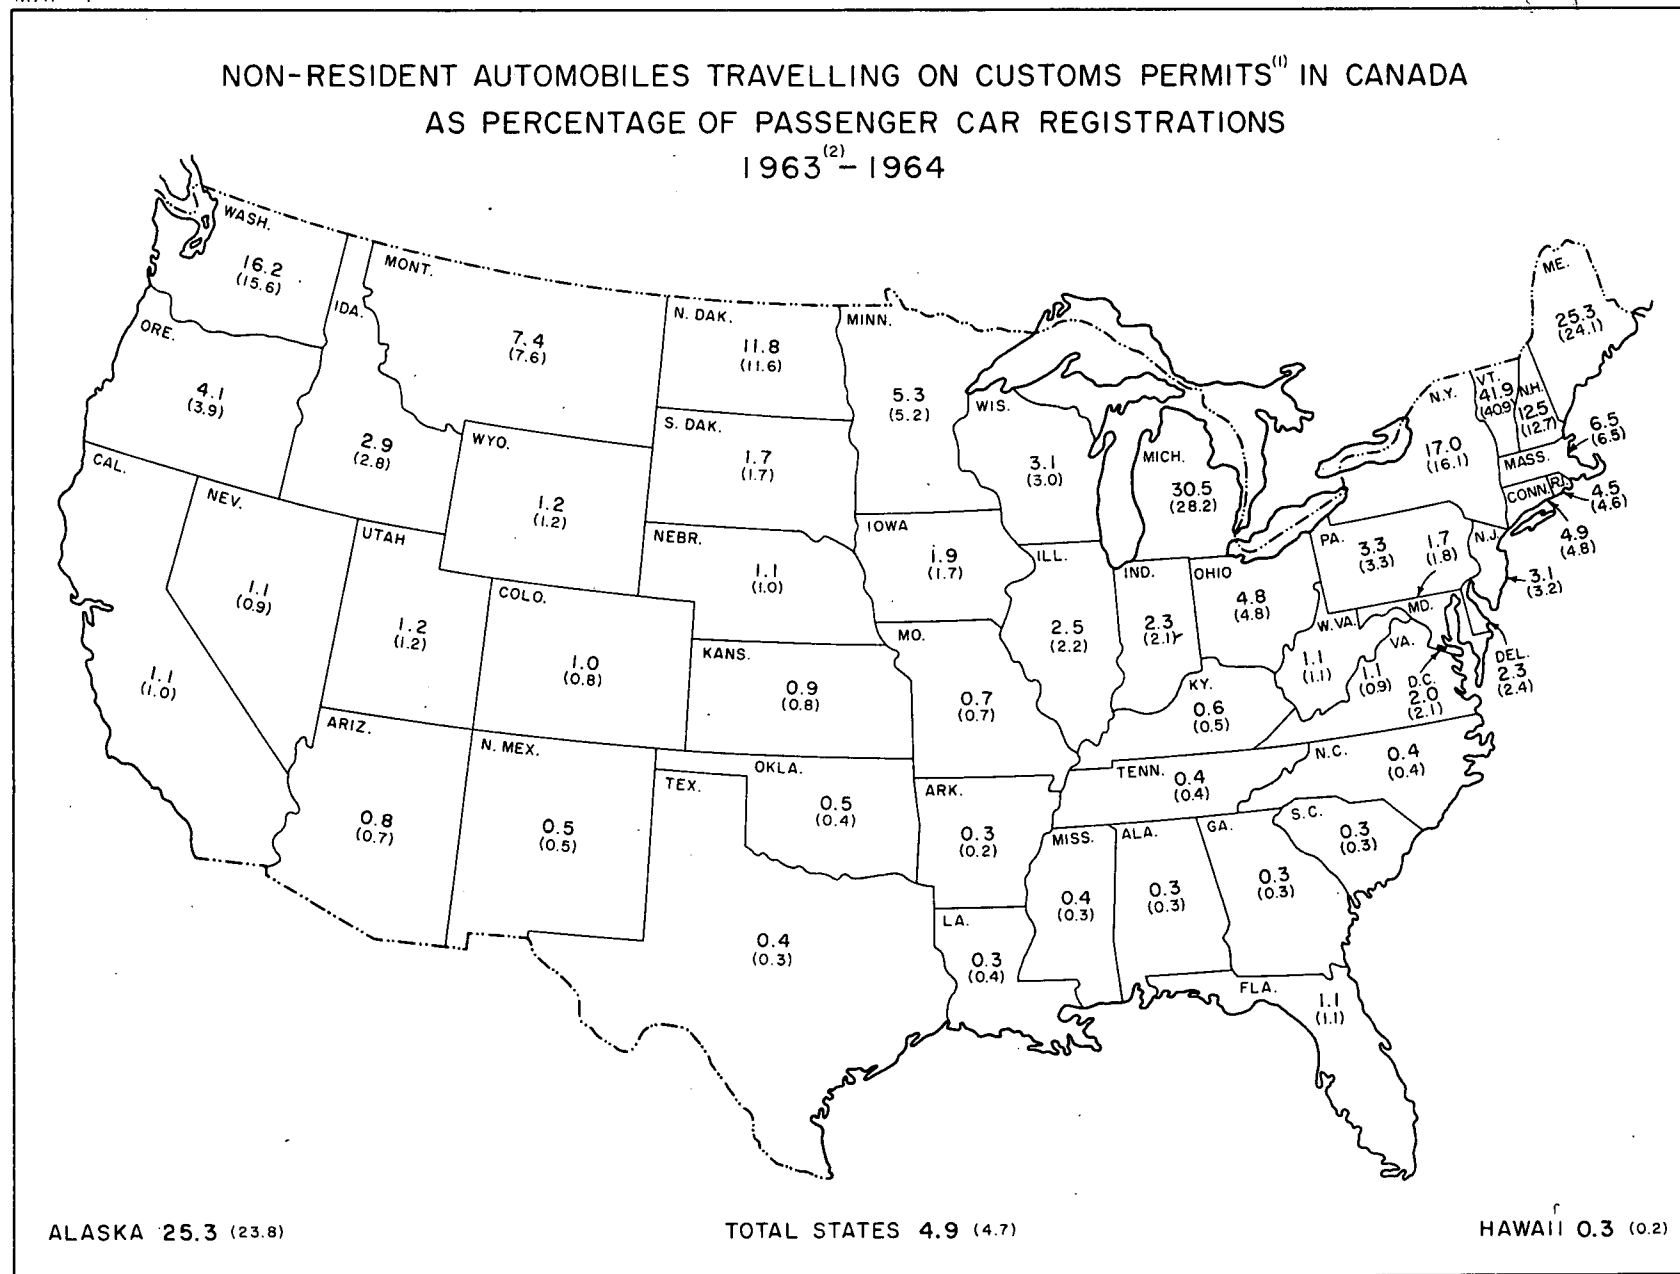 NON-RESIDENT AUTOMOBILES TRAVELLING ON CUSTOMS PERMITS(1) IN CANADA
AS PERCENTAGE OF PASSENGER CAR REGISTRATIONS
1963(2)–1964
WASH.
16.2
(15.6)
ORE.
4.1
(3.9)
IDA.
2.9
(2.8)
MONT.
7.4
(7.6)
N. DAK.
11.8
(11.6)
MINN.
5.3
(5.2)
S. DAK.
1.7
(1.7)
WYO.
1.2
(1.2)
NEBR.
1.1
(1.0)
WIS.
3.1
(3.0)
MICH.
30.5
(28.2)
IOWA
1.9
(1.7)
ILL.
2.5
(2.2)
IND.
2.3
(2.1)
OHIO
4.8
(4.8)
PA.
3.3
(3.3)
1.7
(1.8)
MD.
N.Y.
17.0
(16.1)
VT.
41.9
(40.9)
N.H.
12.5
(12.7)
ME.
25.3
(24.1)
MASS.
6.5
(6.5)
CONN.
R.I.
4.5
(4.6)
4.9
(4.8)
N.J.
3.1
(3.2)
DEL.
2.3
(2.4)
D.C.
2.0
(2.1)
W.VA.
1.1
(1.1)
VA.
1.1
(0.9)
CAL.
1.1
(1.0)
NEV.
1.1
(0.9)
UTAH
1.2
(1.2)
COLO.
1.0
(0.8)
KANS.
0.9
(0.8)
MO.
0.7
(0.7)
KY.
0.6
(0.5)
TENN.
0.4
(0.4)
N.C.
0.4
(0.4)
S.C.
0.3
(0.3)
ARIZ.
0.8
(0.7)
N. MEX.
0.5
(0.5)
OKLA.
0.5
(0.4)
TEX.
0.4
(0.3)
ARK.
0.3
(0.2)
LA.
0.3
(0.4)
MISS.
0.4
(0.3)
ALA.
0.3
(0.3)
GA.
0.3
(0.3)
FLA.
1.1
(1.1)
ALASKA 25.3 (23.8)
TOTAL STATES 4.9 (4.7)
HAWAII 0.3 (0.2)